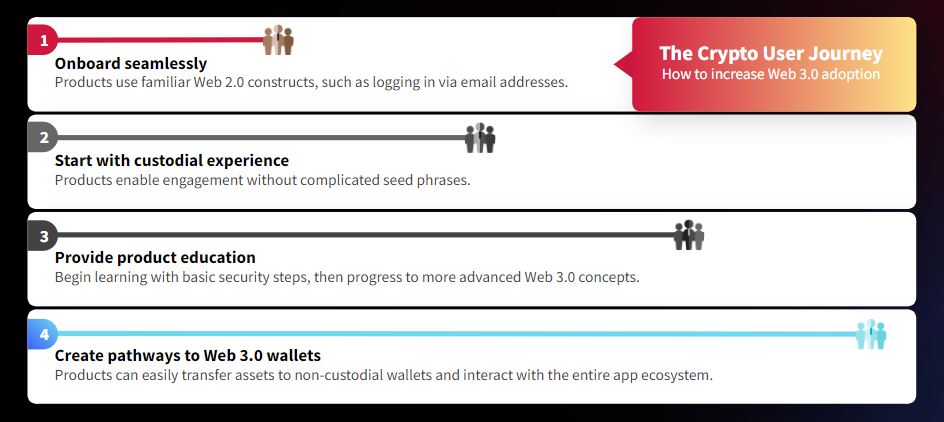 1
Onboard seamlessly
Products use familiar Web 2.0 constructs, such as logging in via email addresses.
The Crypto User Journey
How to increase Web 3.0 adoption
2
Start with custodial experience
Products enable engagement without complicated seed phrases.
3
Provide product education
Begin learning with basic security steps, then progress to more advanced Web 3.0 concepts.
4
Create pathways to Web 3.0 wallets
Products can easily transfer assets to non-custodial wallets and interact with the entire app ecosystem.